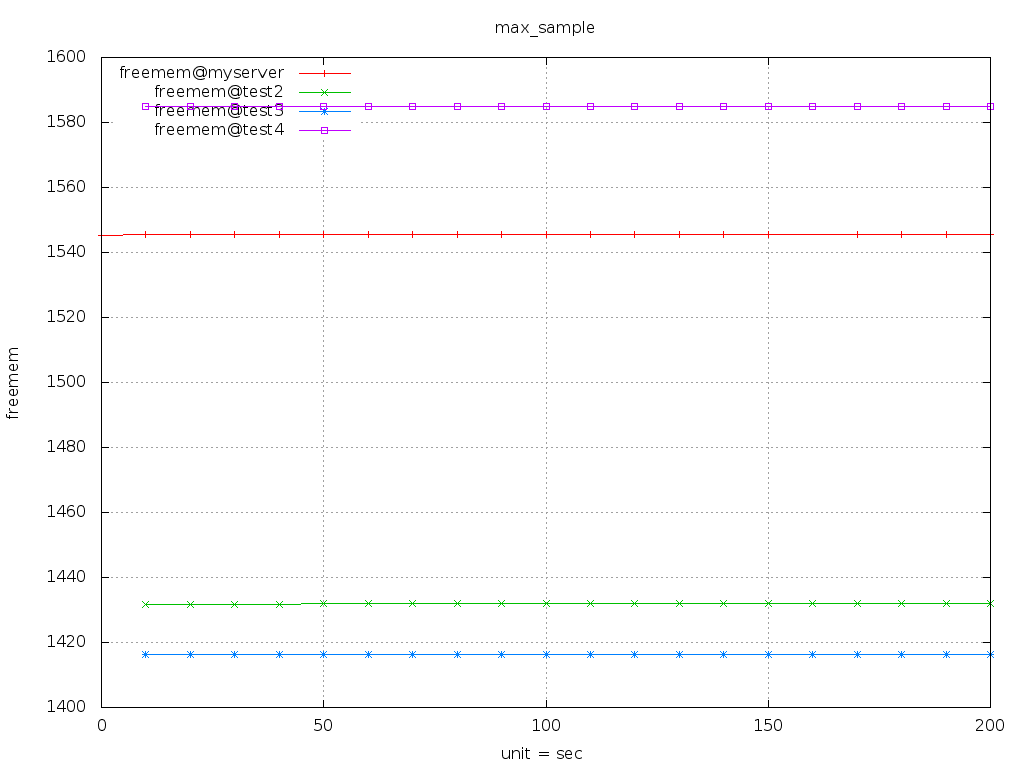 max_sample
freemem@myserver
freemem@test2
freemem@test3
freemem@test4
1600
1580
1560
1540
1520
1500
1480
1460
1440
1420
1400
freemem
0 50 100 150 200
unit = sec